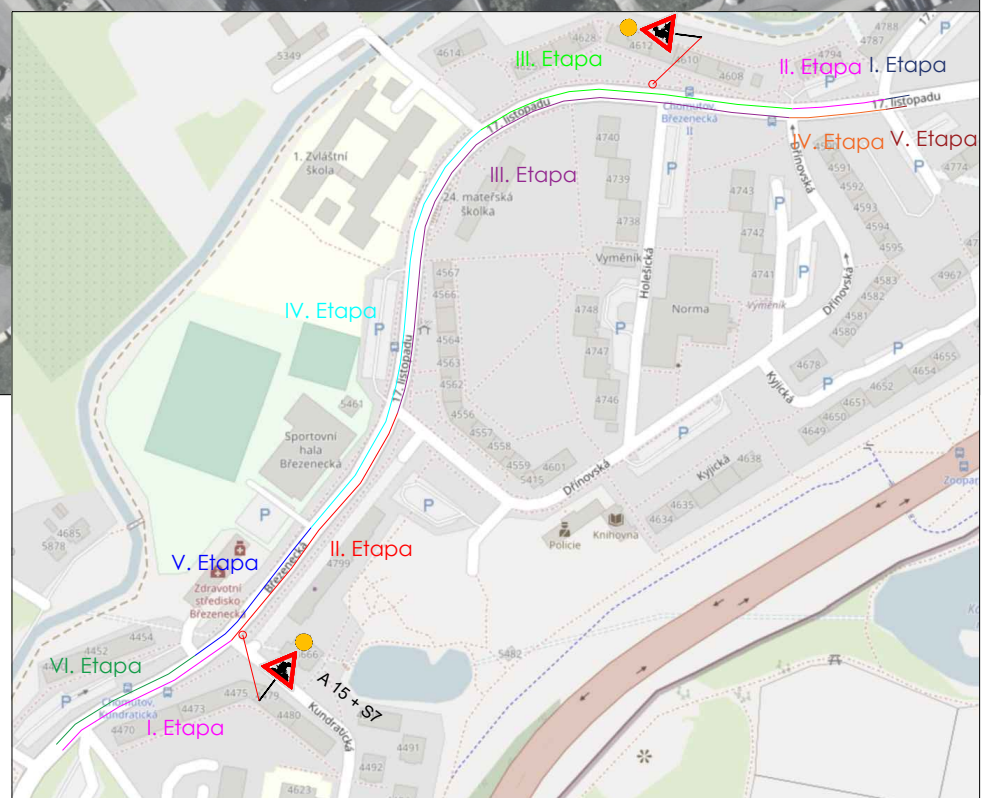 5349
4614
4628
4612
4610
4608
III. Etapa
4794
4788
4787
II. Etapa
I. Etapa
17. listopadu
17. listopadu
Chomutov,
Březenecká
II
IV. Etapa
V. Etapa
1. Zvláštní
škola
III. Etapa
24. mateřská
školka
4740
4739
4738
4743
4742
4741
P
P
P
P
P
Dřínovská
4591
4592
4593
4594
4595
4774
4967
4583
4582
4581
4580
Výměník
Výměník
Holešická
Norma
Dřínovská
4567
4566
4564
4563
4562
4556
4557
4558
4559
4601
5415
4748
4747
4746
P
IV. Etapa
P
17. listopadu
5461
Sportovní
hala
Březenecká
4678
Kyjická
P
P
4655
4654
4652
4651
4650
4649
P
Dřínovská
Kyjická
4638
4635
4634
Policie
Knihovna
P
P
4685
5878
V. Etapa
Březenecká
II. Etapa
4799
Zdravotní
středisko
Březenecká
4454
4452
VI. Etapa
P
Chomutov,
Kundratická
I. Etapa
4475
4473
4470
4480
A 15 + S7
Kundratická
4491
4492
4623
5482